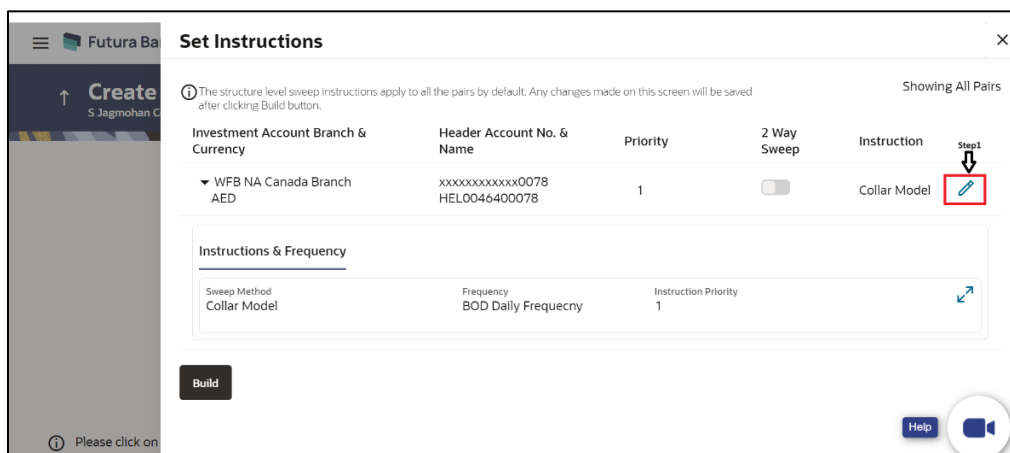 Futura Ba
Set Instructions
Create
S Jagmohan C
The structure level sweep instructions apply to all the pairs by default. Any changes made on this screen will be saved
after clicking Build button.
Showing All Pairs
Investment Account Branch &
Currency
Header Account No. &
Name
Priority
2 Way
Sweep
Instruction
Step1
WFB NA Canada Branch
AED
xxxxxxxxxxxx0078
HEL0046400078
1
Collar Model
Instructions & Frequency
Sweep Method
Collar Model
Frequency
BOD Daily Frequecny
Instruction Priority
1
Build
Help
Please click on